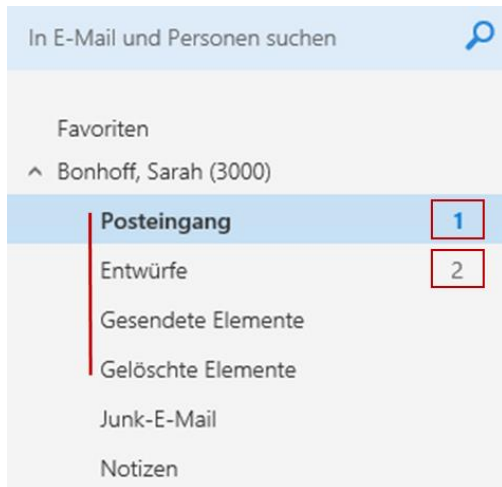 In E-Mail und Personen suchen
Favoriten
Bonhoff, Sarah (3000)
Posteingang 1
Entwürfe 2
Gesendete Elemente
Gelöschte Elemente
Junk-E-Mail
Notizen